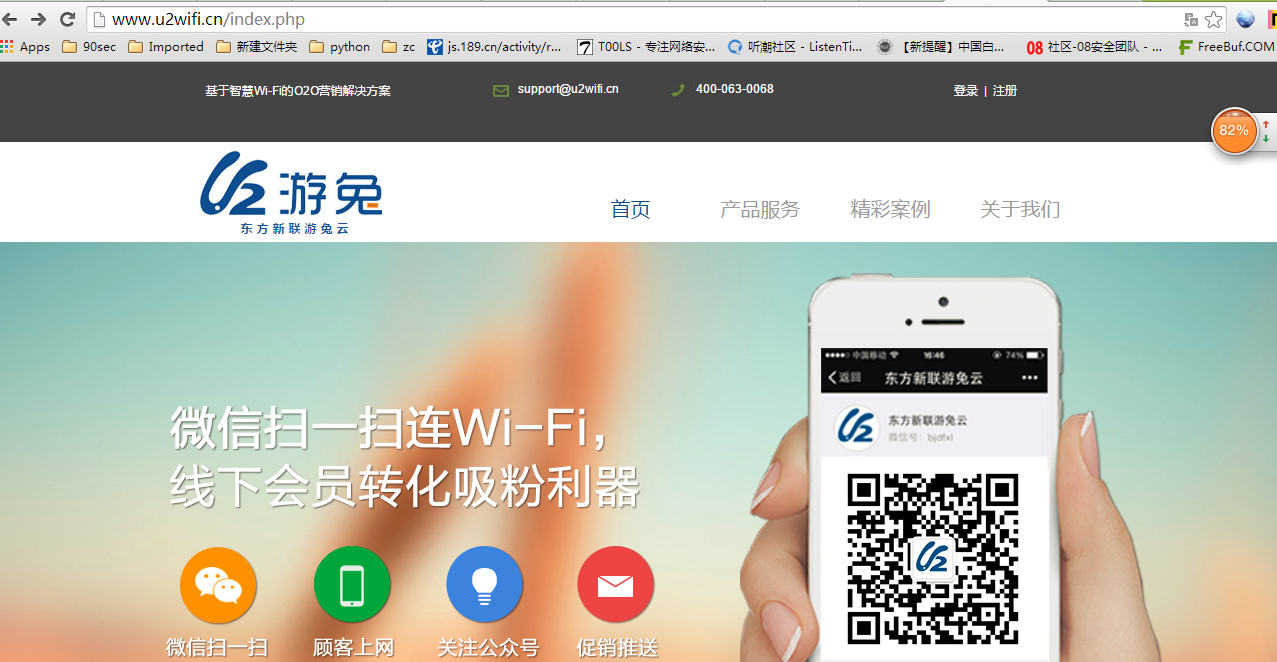 www.u2wifi.cn/index.php
Apps 90sec Imported 新建文件夹 python zc js.189.cn/activity/r... T00LS - 专注网络安... 听潮社区 - ListenTi... 【新提醒】中国白... 08 社区-08安全团队 - ... FreeBuf.COM
基于智慧Wi-Fi的O2O营销解决方案 support@u2wifi.cn 400-063-0068 登录 | 注册
82%
U2 游兔
东方新联游兔云
首页 产品服务 精彩案例 关于我们
中国移动 16:46 74%
返回 东方新联游兔云
东方新联游兔云
微信号: bjdfxl
微信扫一扫连Wi-Fi，
线下会员转化吸粉利器
U2
微信扫一扫 顾客上网 关注公众号 促销推送